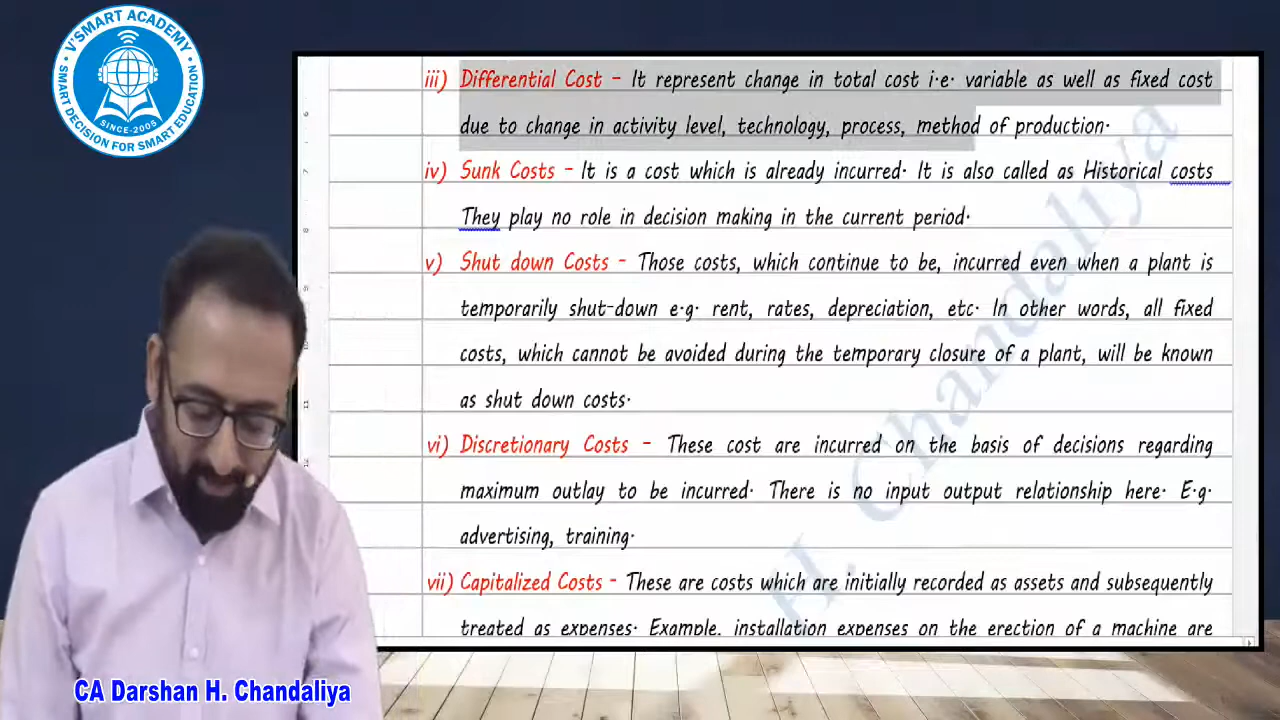 V'SMART ACADEMY
SMART DECISION FOR SMART EDUCATION
SINCE-2005
iii) Differential Cost - It represent change in total cost i.e. variable as well as fixed cost
due to change in activity level, technology, process, method of production.
iv) Sunk Costs - It is a cost which is already incurred. It is also called as Historical costs
They play no role in decision making in the current period.
v) Shut down Costs - Those costs, which continue to be, incurred even when a plant is
temporarily shut-down e.g. rent, rates, depreciation, etc. In other words, all fixed
costs, which cannot be avoided during the temporary closure of a plant, will be known
as shut down costs.
vi) Discretionary Costs - These cost are incurred on the basis of decisions regarding
maximum outlay to be incurred. There is no input output relationship here. E.g.
advertising, training.
vii) Capitalized Costs - These are costs which are initially recorded as assets and subsequently
treated as expenses. Example, installation expenses on the erection of a machine are
H. Chandaliya
CA Darshan H. Chandaliya